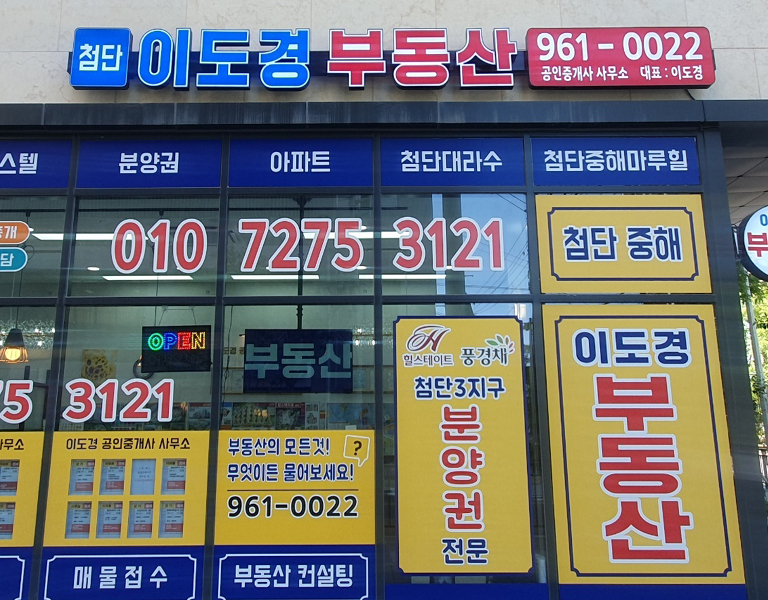 첨단 이도경 부동산 961-0022
공인중개사 사무소 대표 : 이도경
스텔 분양권 아파트 첨단대라수 첨단중해마루힐
010 7275 3121
첨단 중해
OPEN
부동산
75 3121
힐스테이트 풍경채
첨단3지구
분양권
전문
이도경
부동산
사무소
이도경 공인중개사 사무소
부동산의 모든것!
무엇이든 물어보세요!
?
961-0022
매물접수
부동산 컨설팅